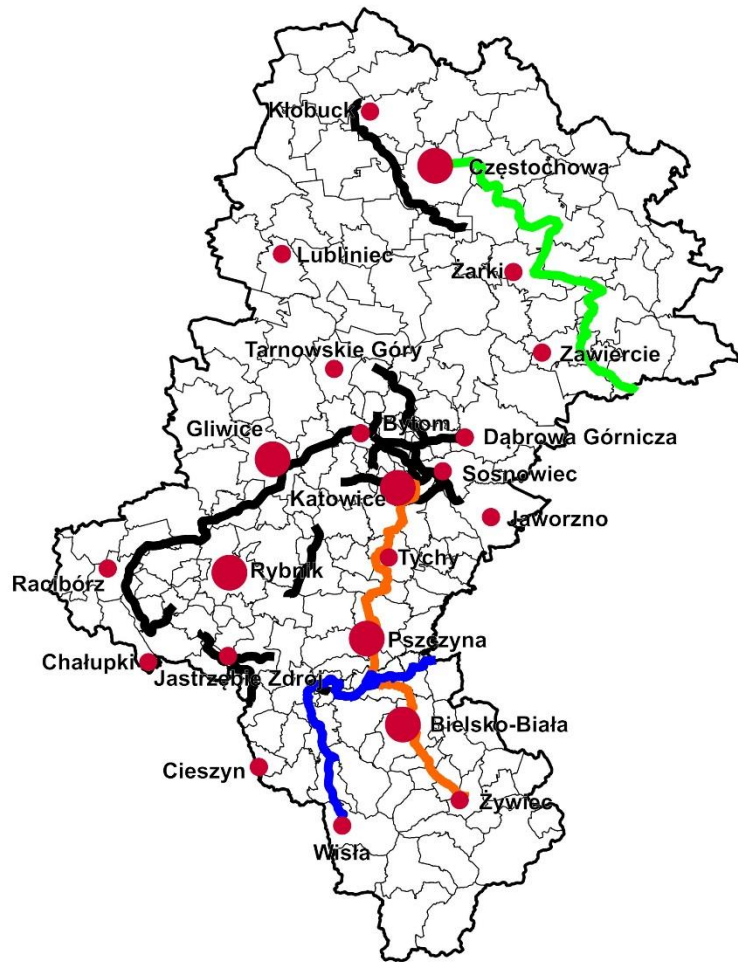 Kłobuck
Częstochowa
Lubliniec
Żarki
Tarnowskie Góry
Zawiercie
Gliwice
Bytom
Dąbrowa Górnicza
Katowice
Sosnowiec
Jaworzno
Racibórz
Rybnik
Tychy
Pszczyna
Chałupki
Jastrzębie Zdrój
Bielsko-Biała
Cieszyn
Żywiec
Wisła